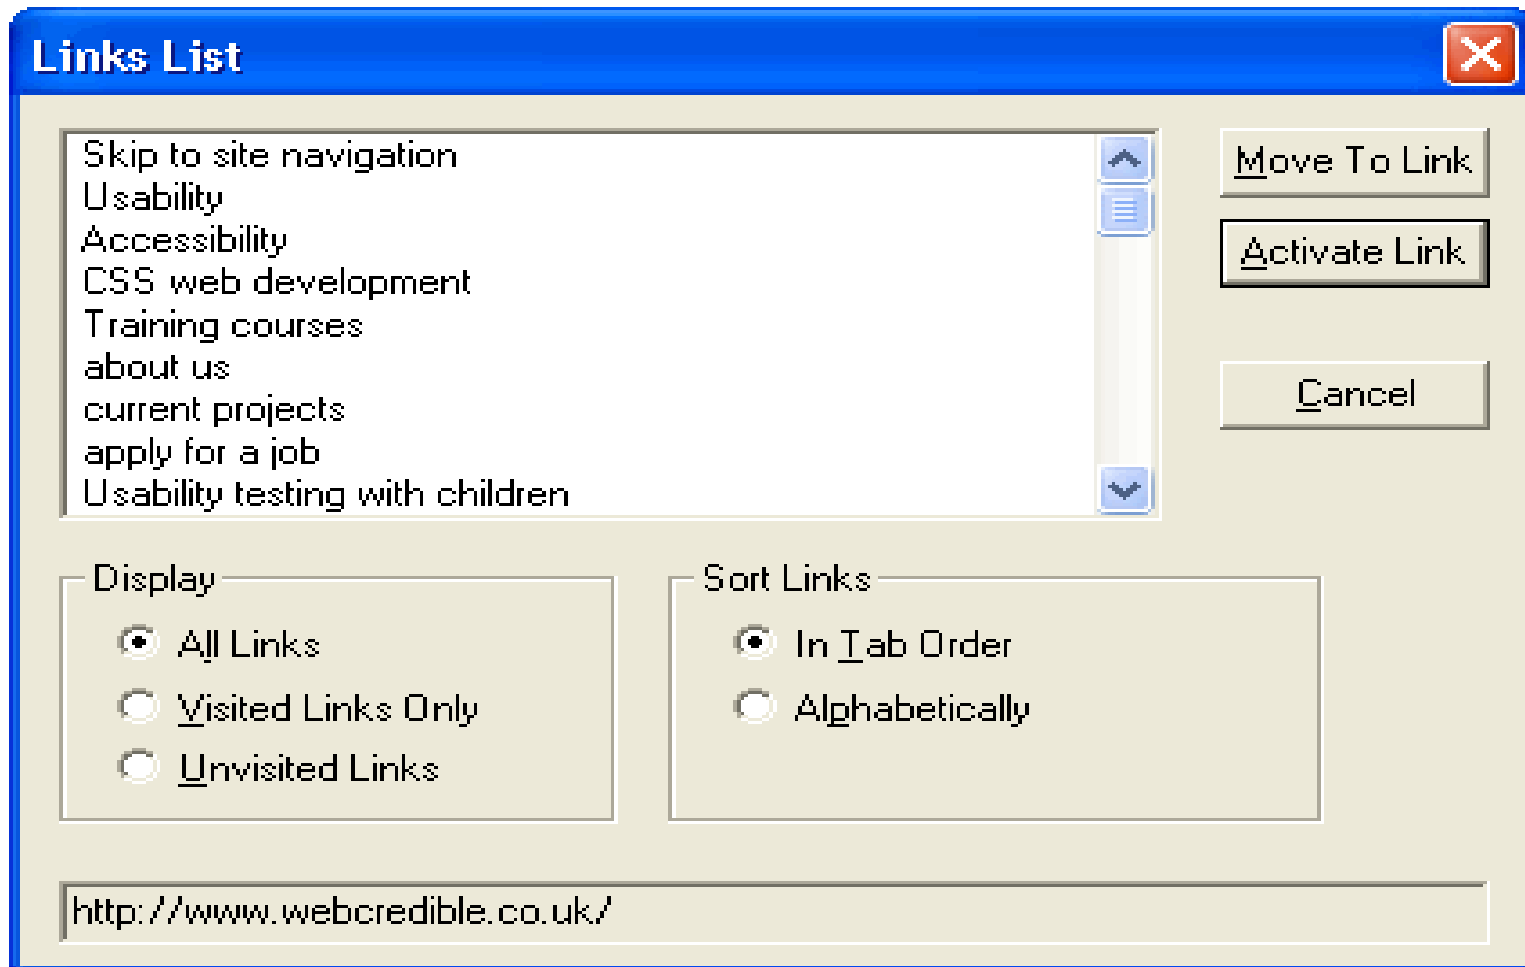 Links List
Skip to site navigation
Usability
Accessibility
CSS web development
Training courses
about us
current projects
apply for a job
Usability testing with children
Move To Link
Activate Link
Cancel
Display
All Links
Visited Links Only
Unvisited Links
Sort Links
In Tab Order
Alphabetically
http://www.webcredible.co.uk/